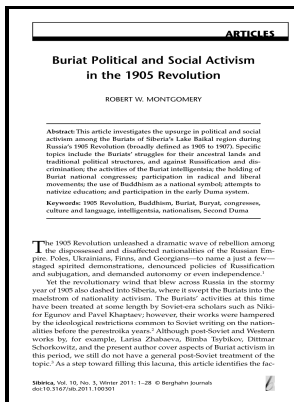 ARTICLES
Buriat Political and Social Activism
in the 1905 Revolution
ROBERT W. MONTGOMERY
Abstract: This article investigates the upsurge in political and social
activism among the Buriats of Siberia's Lake Baikal region during
Russia's 1905 Revolution (broadly defined as 1905 to 1907). Specific
topics include the Buriats' struggles for their ancestral lands and
traditional political structures, and against Russification and dis-
crimination; the activities of the Buriat intelligentsia; the holding of
Buriat national congresses; participation in radical and liberal
movements; the use of Buddhism as a national symbol; attempts to
nativize education; and participation in the early Duma system.
Keywords: 1905 Revolution, Buddhism, Buriat, Buryat, congresses,
culture and language, intelligentsia, nationalism, Second Duma
The 1905 Revolution unleashed a dramatic wave of rebellion among
the dispossessed and disaffected nationalities of the Russian Em-
pire. Poles, Ukrainians, Finns, and Georgians—to name a just a few—
staged spirited demonstrations, denounced policies of Russification
and subjugation, and demanded autonomy or even independence.1
Yet the revolutionary wind that blew across Russia in the stormy
year of 1905 also dashed into Siberia, where it swept the Buriats into the
maelstrom of nationality activism. The Buriats' activities at this time
have been treated at some length by Soviet-era scholars such as Niki-
for Egunov and Pavel Khaptaev; however, their works were hampered
by the ideological restrictions common to Soviet writing on the nation-
alities before the perestroika years.2 Although post-Soviet and Western
works by, for example, Larisa Zhabaeva, Bimba Tsybikov, Dittmar
Schorkowitz, and the present author cover aspects of Buriat activism in
this period, we still do not have a general post-Soviet treatment of the
topic.3 As a step toward filling this lacuna, this article identifies the fac-
Sibirica, Vol. 10, No. 3, Winter 2011: 1–28 © Berghahn Journals
doi:10.3167/sib.2011.100301